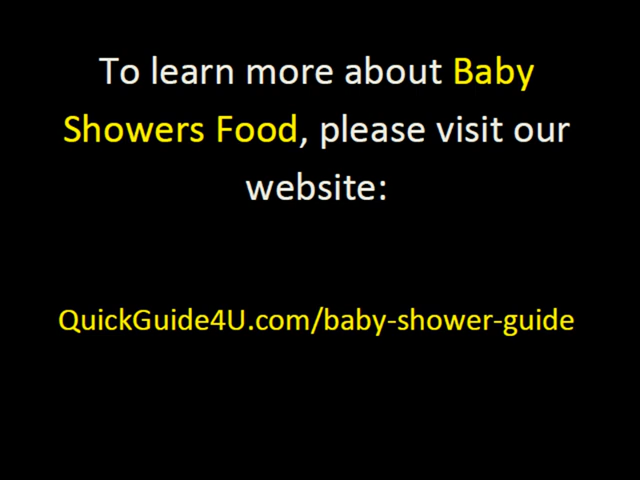 To learn more about Baby
Showers Food, please visit our
website:
QuickGuide4U.com/baby-shower-guide